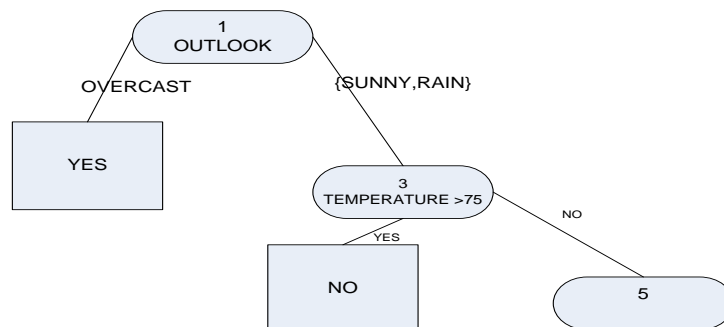 1
OUTLOOK
OVERCAST
{SUNNY,RAIN}
YES
3
TEMPERATURE >75
NO
YES
NO
5